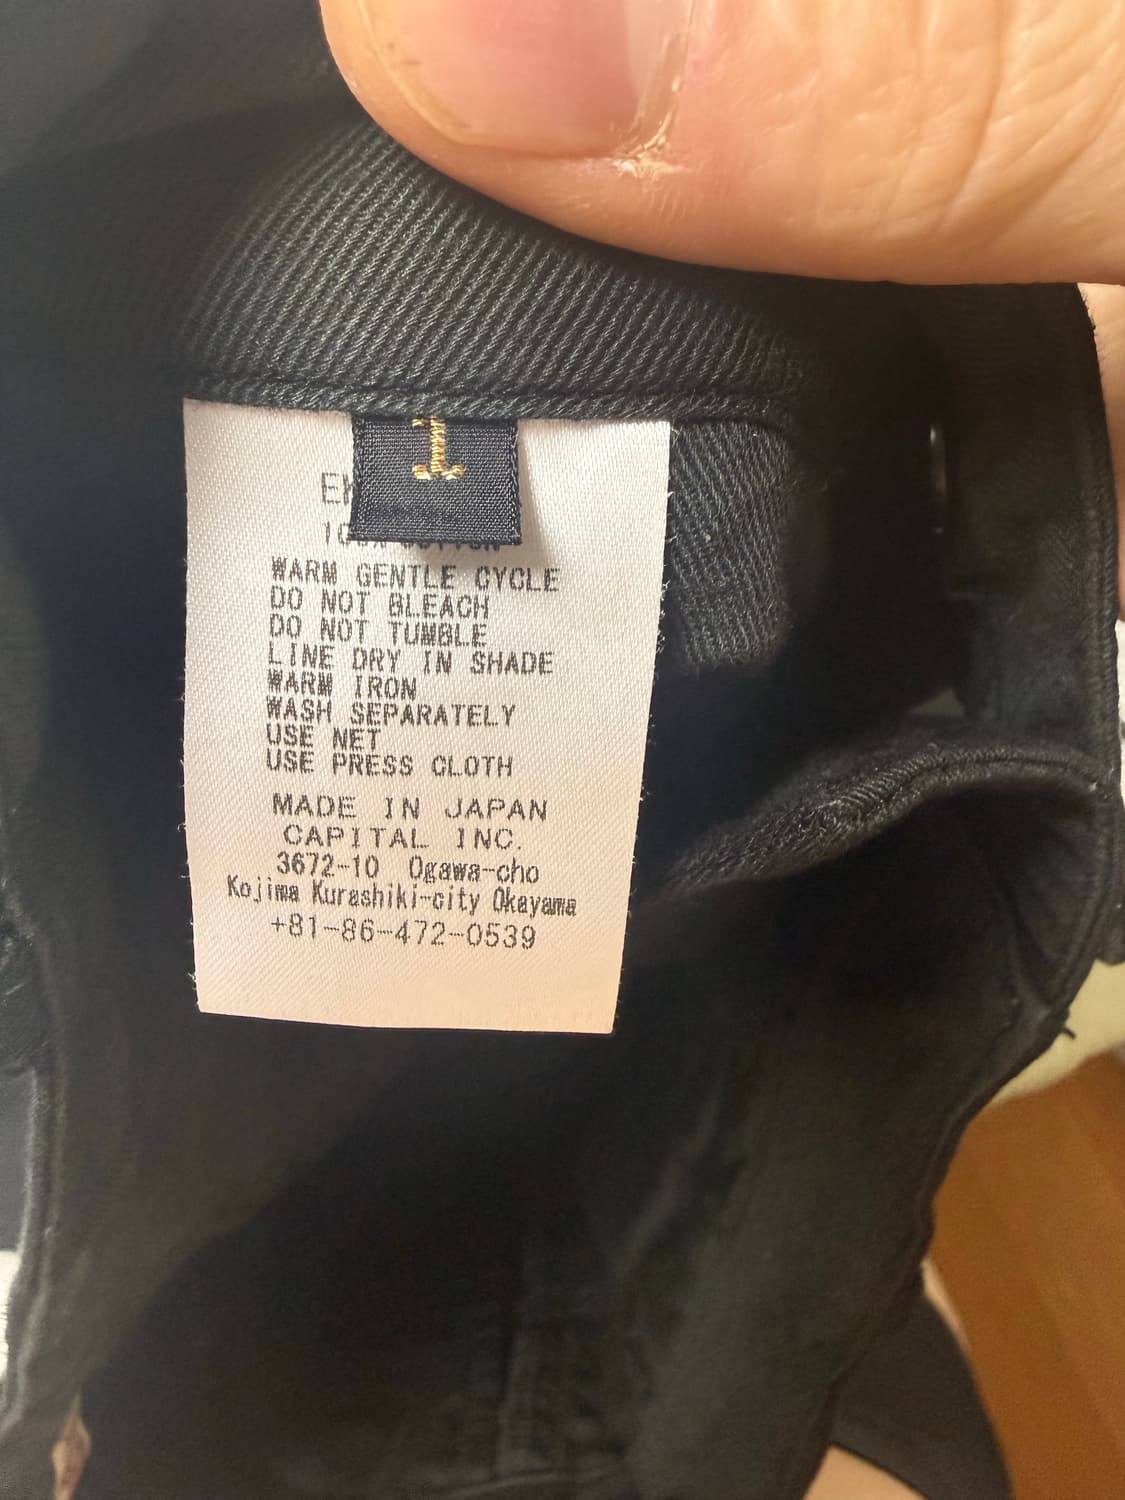 1
WARM GENTLE CYCLE
DO NOT BLEACH
DO NOT TUMBLE
LINE DRY IN SHADE
WARM IRON
WASH SEPARATELY
USE NET
USE PRESS CLOTH
MADE IN JAPAN
CAPITAL INC.
3672-10 Ogawa-cho
Kojima Kurashiki-city Okayama
+81-86-472-0539